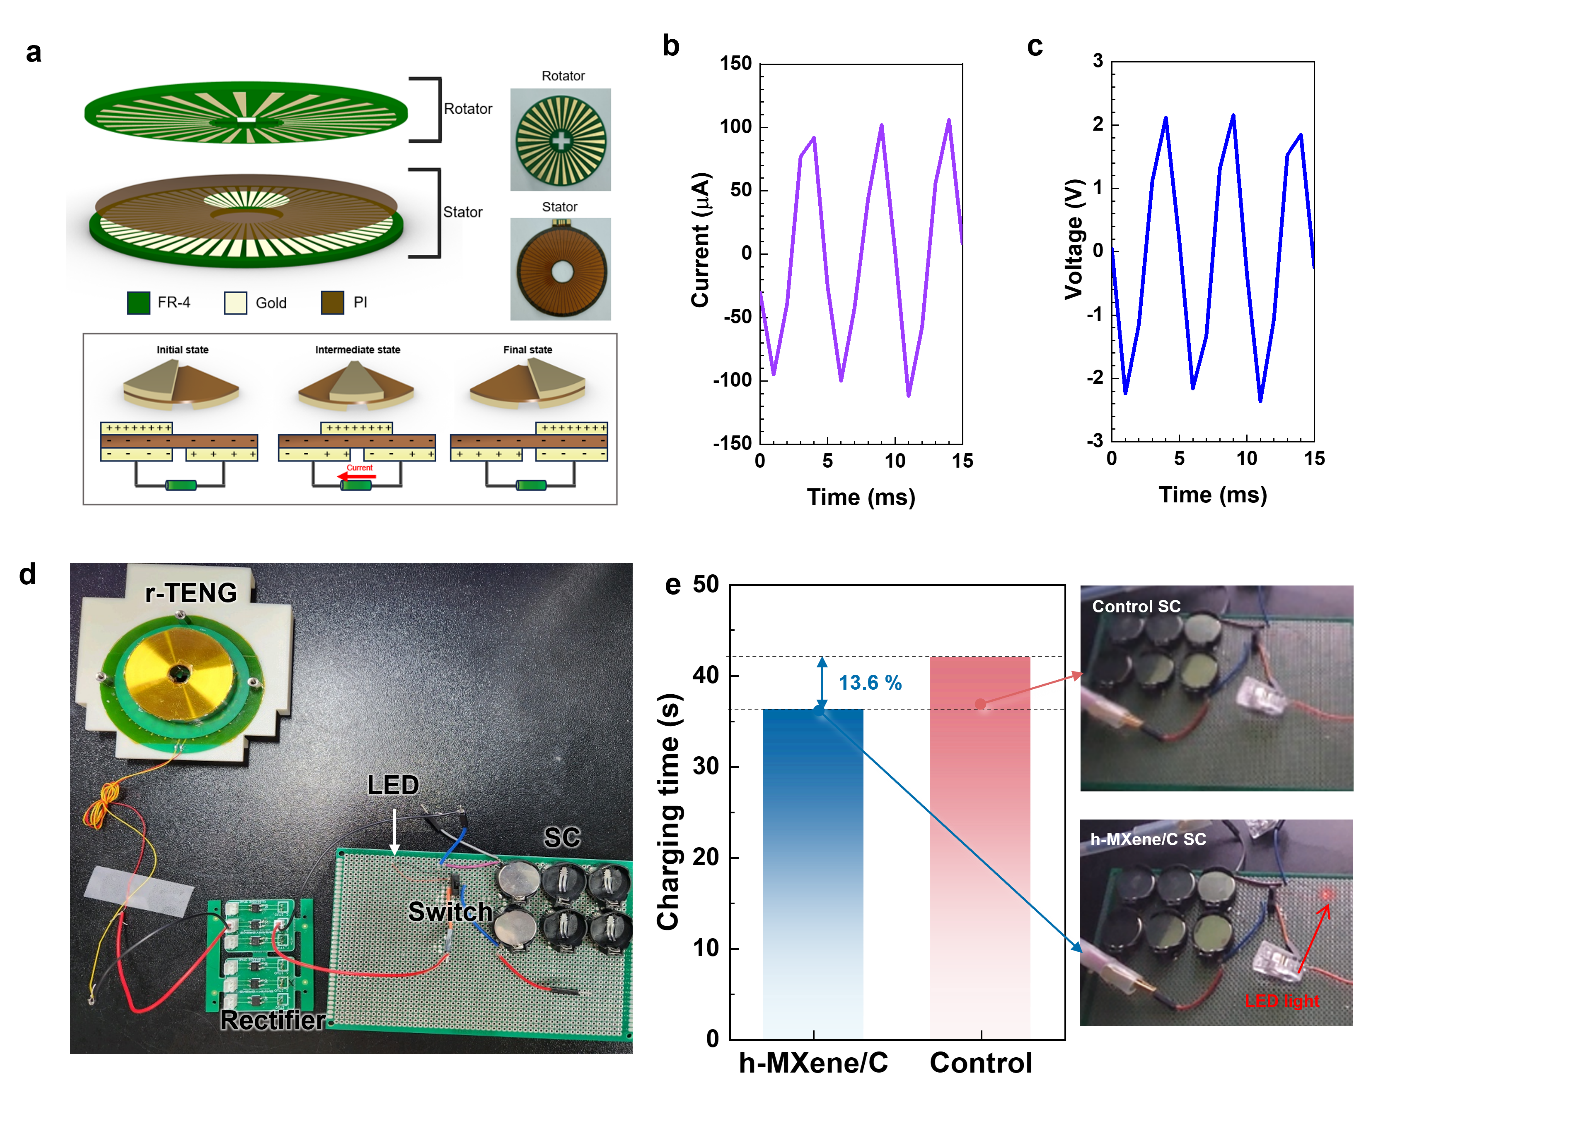 a
Rotator
Stator
Rotator
Stator
FR-4
Gold
PI
Initial state
Intermediate state
Final state
+ + + + + + + +
+ + + + + + + +
+ + + + + + + +
- - - - - -
- - - - - -
- - - - - -
- - - - + + + +
+ + - - + +
+ + + + - - - -
Current
b
150
100
50
0
-50
-100
-150
Current (μA)
0
5
10
15
Time (ms)
c
3
2
1
0
-1
-2
-3
Voltage (V)
0
5
10
15
Time (ms)
d
r-TENG
LED
SC
Switch
Rectifier
e
50
40
30
20
10
0
Charging time (s)
13.6 %
h-MXene/C
Control
Control SC
h-MXene/C SC
LED light